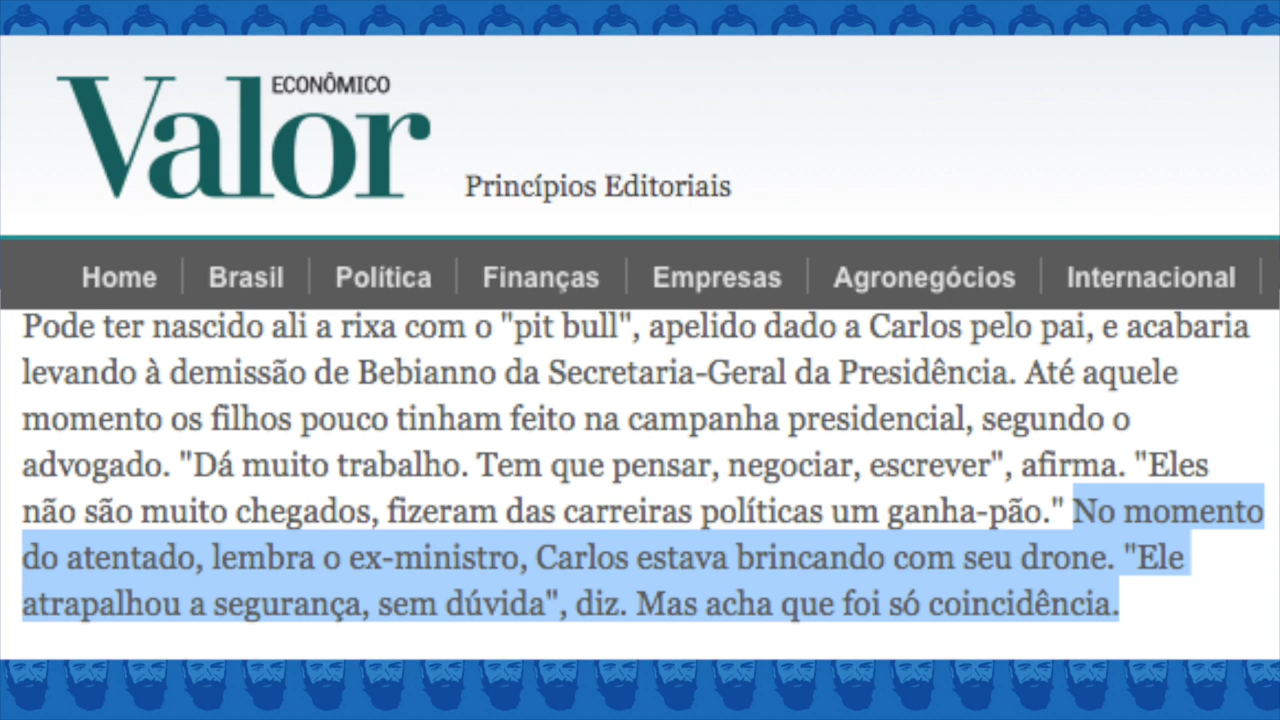 Valor ECONÔMICO
Princípios Editoriais
Home Brasil Política Finanças Empresas Agronegócios Internacional
Pode ter nascido ali a rixa com o "pit bull", apelido dado a Carlos pelo pai, e acabaria
levando à demissão de Bebianno da Secretaria-Geral da Presidência. Até aquele
momento os filhos pouco tinham feito na campanha presidencial, segundo o
advogado. "Dá muito trabalho. Tem que pensar, negociar, escrever", afirma. "Eles
não são muito chegados, fizeram das carreiras políticas um ganha-pão." No momento
do atentado, lembra o ex-ministro, Carlos estava brincando com seu drone. "Ele
atrapalhou a segurança, sem dúvida", diz. Mas acha que foi só coincidência.